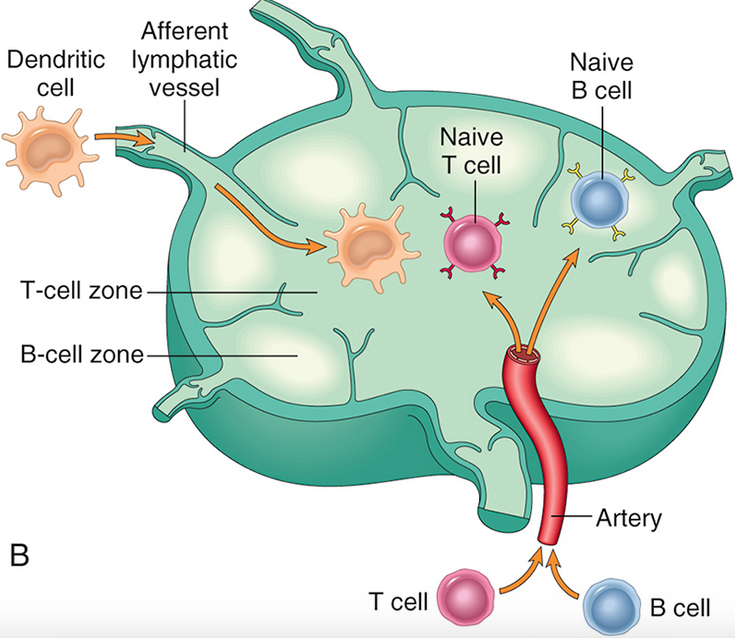 Dendritic
cell
Afferent
lymphatic
vessel
Naive
B cell
Naive
T cell
T-cell zone
B-cell zone
Artery
B
T cell
B cell